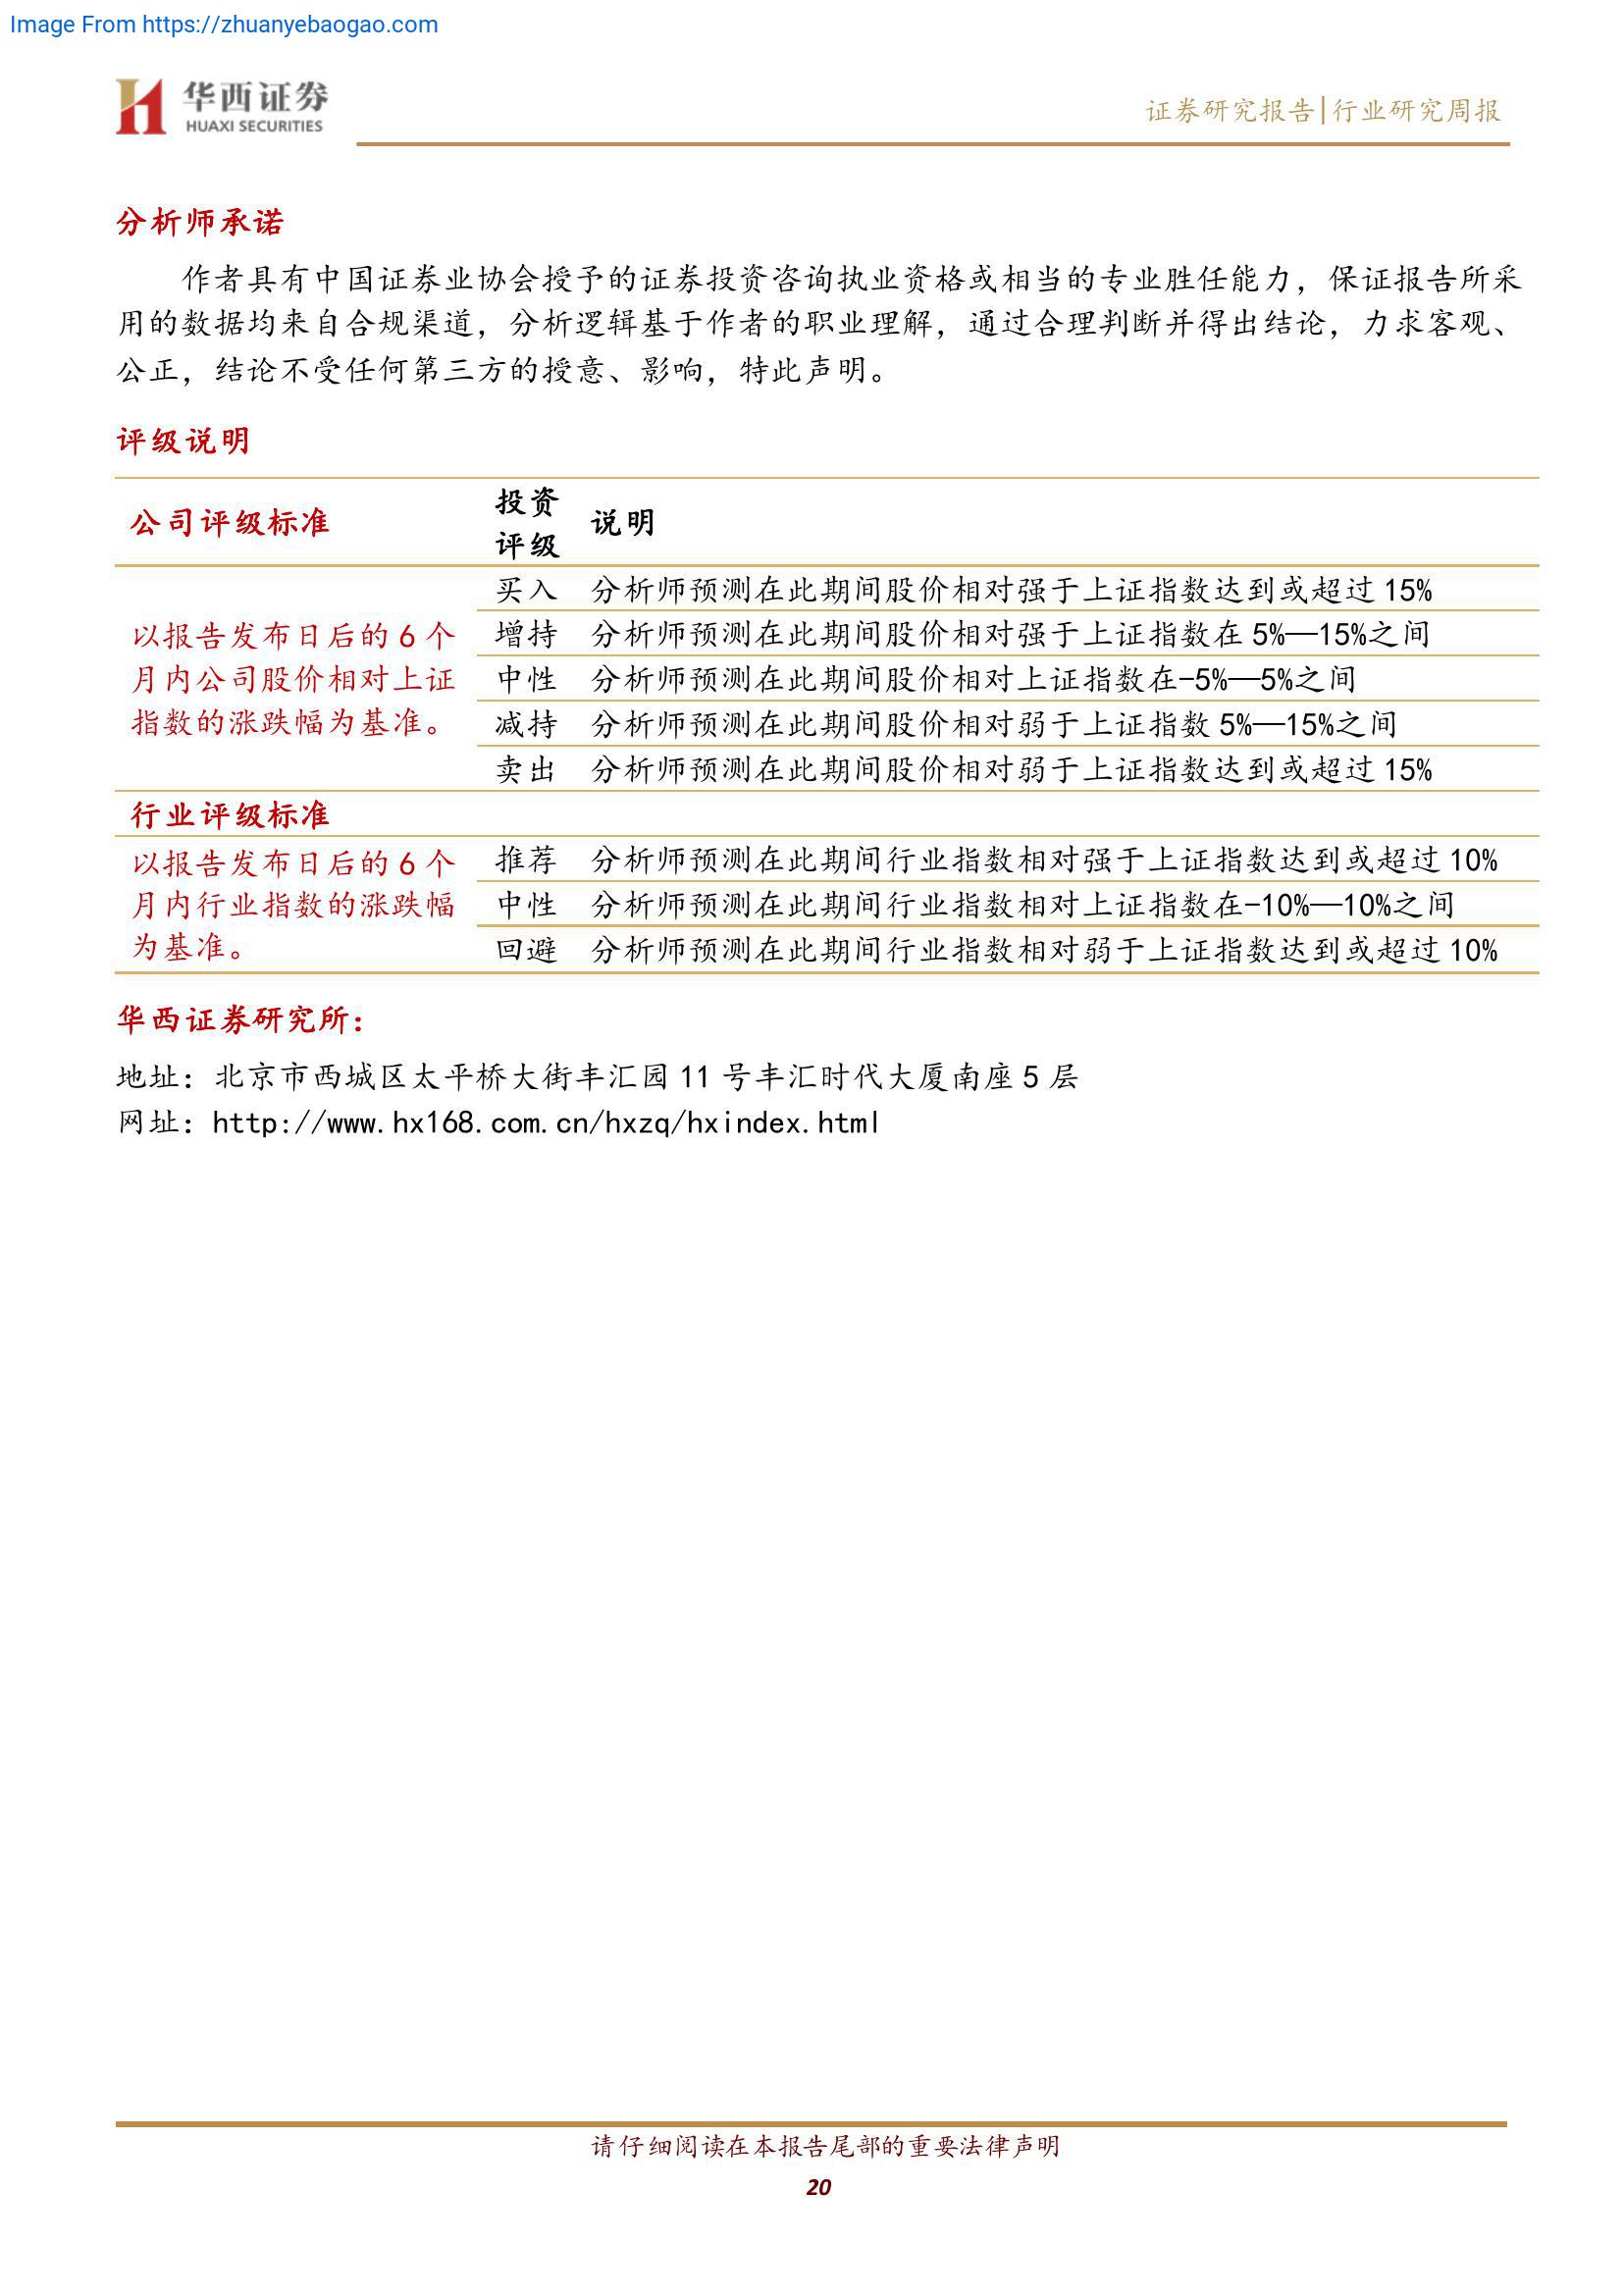 Image From https://zhuanyebaogao.com
华西证券
HUAXI SECURITIES
证券研究报告|行业研究周报
分析师承诺
作者具有中国证券业协会授予的证券投资咨询执业资格或相当的专业胜任能力，保证报告所采
用的数据均来自合规渠道，分析逻辑基于作者的职业理解，通过合理判断并得出结论，力求客观、
公正，结论不受任何第三方的授意、影响，特此声明。
评级说明
公司评级标准 投资评级 说明
以报告发布日后的 6 个
月内公司股价相对上证
指数的涨跌幅为基准。
买入 分析师预测在此期间股价相对强于上证指数达到或超过 15%
增持 分析师预测在此期间股价相对强于上证指数在 5%—15%之间
中性 分析师预测在此期间股价相对上证指数在-5%—5%之间
减持 分析师预测在此期间股价相对弱于上证指数 5%—15%之间
卖出 分析师预测在此期间股价相对弱于上证指数达到或超过 15%
行业评级标准
以报告发布日后的 6 个
月内行业指数的涨跌幅
为基准。
推荐 分析师预测在此期间行业指数相对强于上证指数达到或超过 10%
中性 分析师预测在此期间行业指数相对上证指数在-10%—10%之间
回避 分析师预测在此期间行业指数相对弱于上证指数达到或超过 10%
华西证券研究所：
地址：北京市西城区太平桥大街丰汇园 11 号丰汇时代大厦南座 5 层
网址：http://www.hx168.com.cn/hxzq/hxindex.html
请仔细阅读在本报告尾部的重要法律声明
20